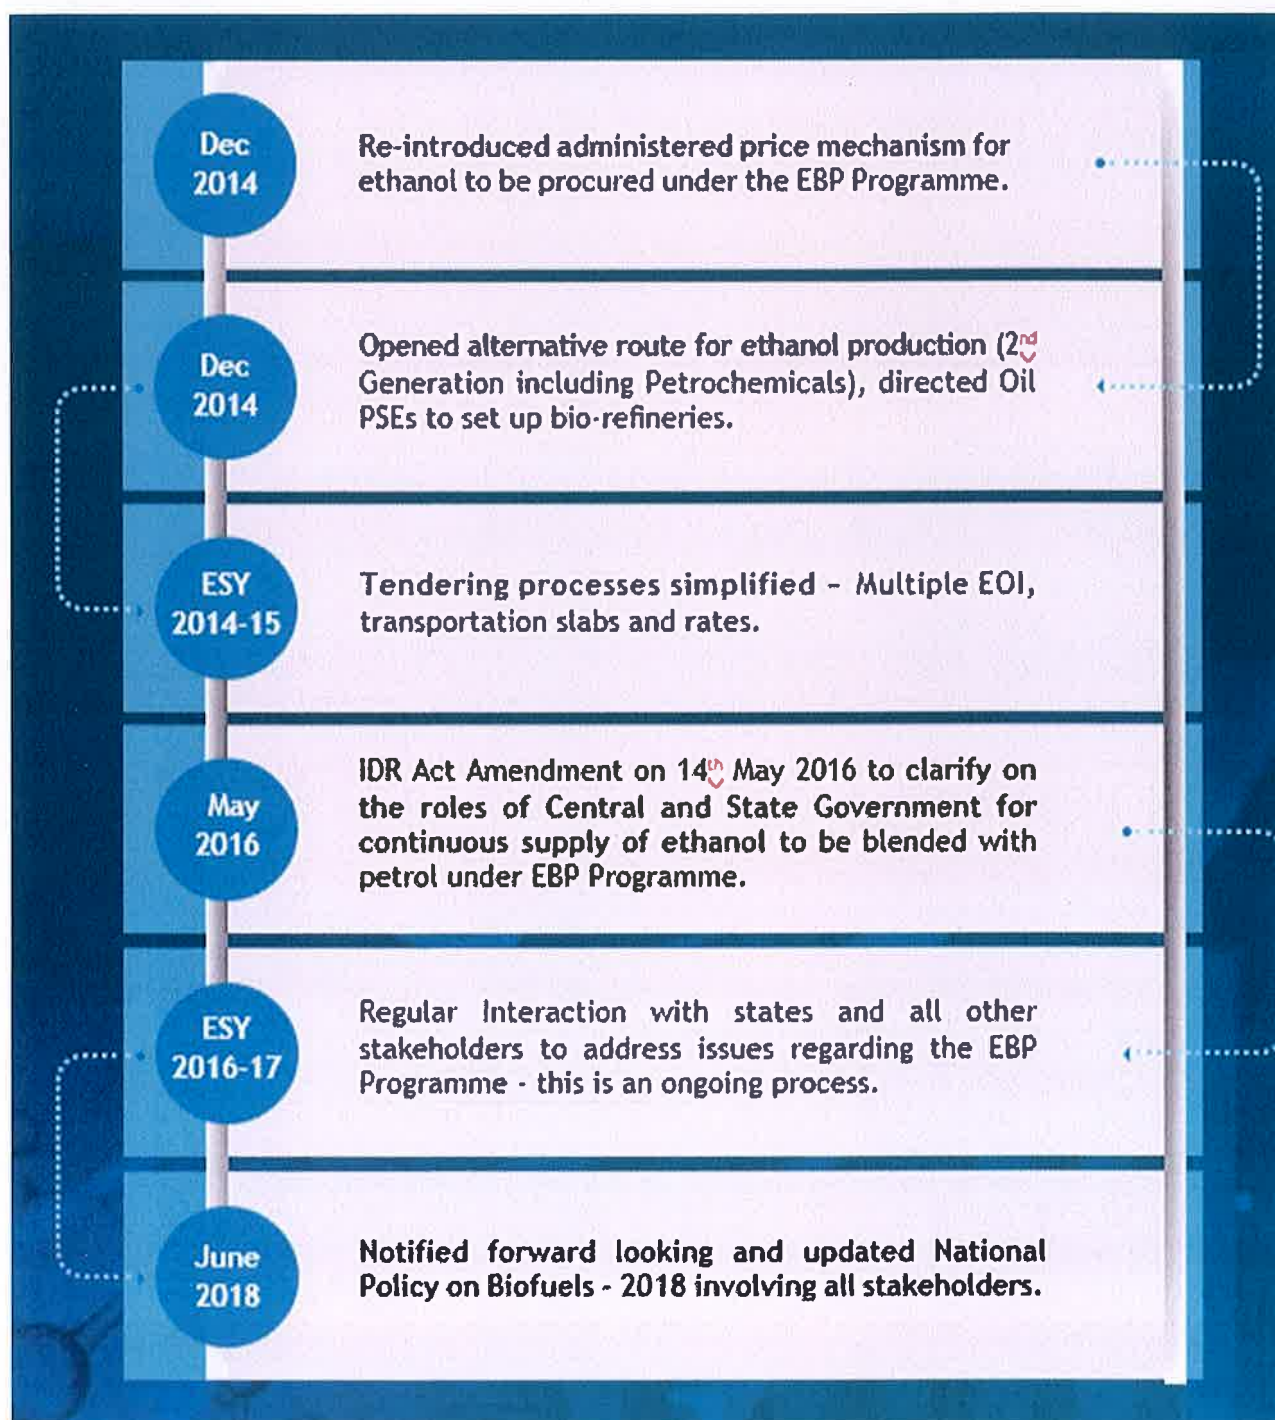 Dec
2014
Re-introduced administered price mechanism for
ethanol to be procured under the EBP Programme.
Dec
2014
Opened alternative route for ethanol production (2nd
Generation including Petrochemicals), directed Oil
PSEs to set up bio-refineries.
ESY
2014-15
Tendering processes simplified – Multiple EOI,
transportation slabs and rates.
May
2016
IDR Act Amendment on 14th May 2016 to clarify on
the roles of Central and State Government for
continuous supply of ethanol to be blended with
petrol under EBP Programme.
ESY
2016-17
Regular Interaction with states and all other
stakeholders to address issues regarding the EBP
Programme - this is an ongoing process.
June
2018
Notified forward looking and updated National
Policy on Biofuels - 2018 involving all stakeholders.